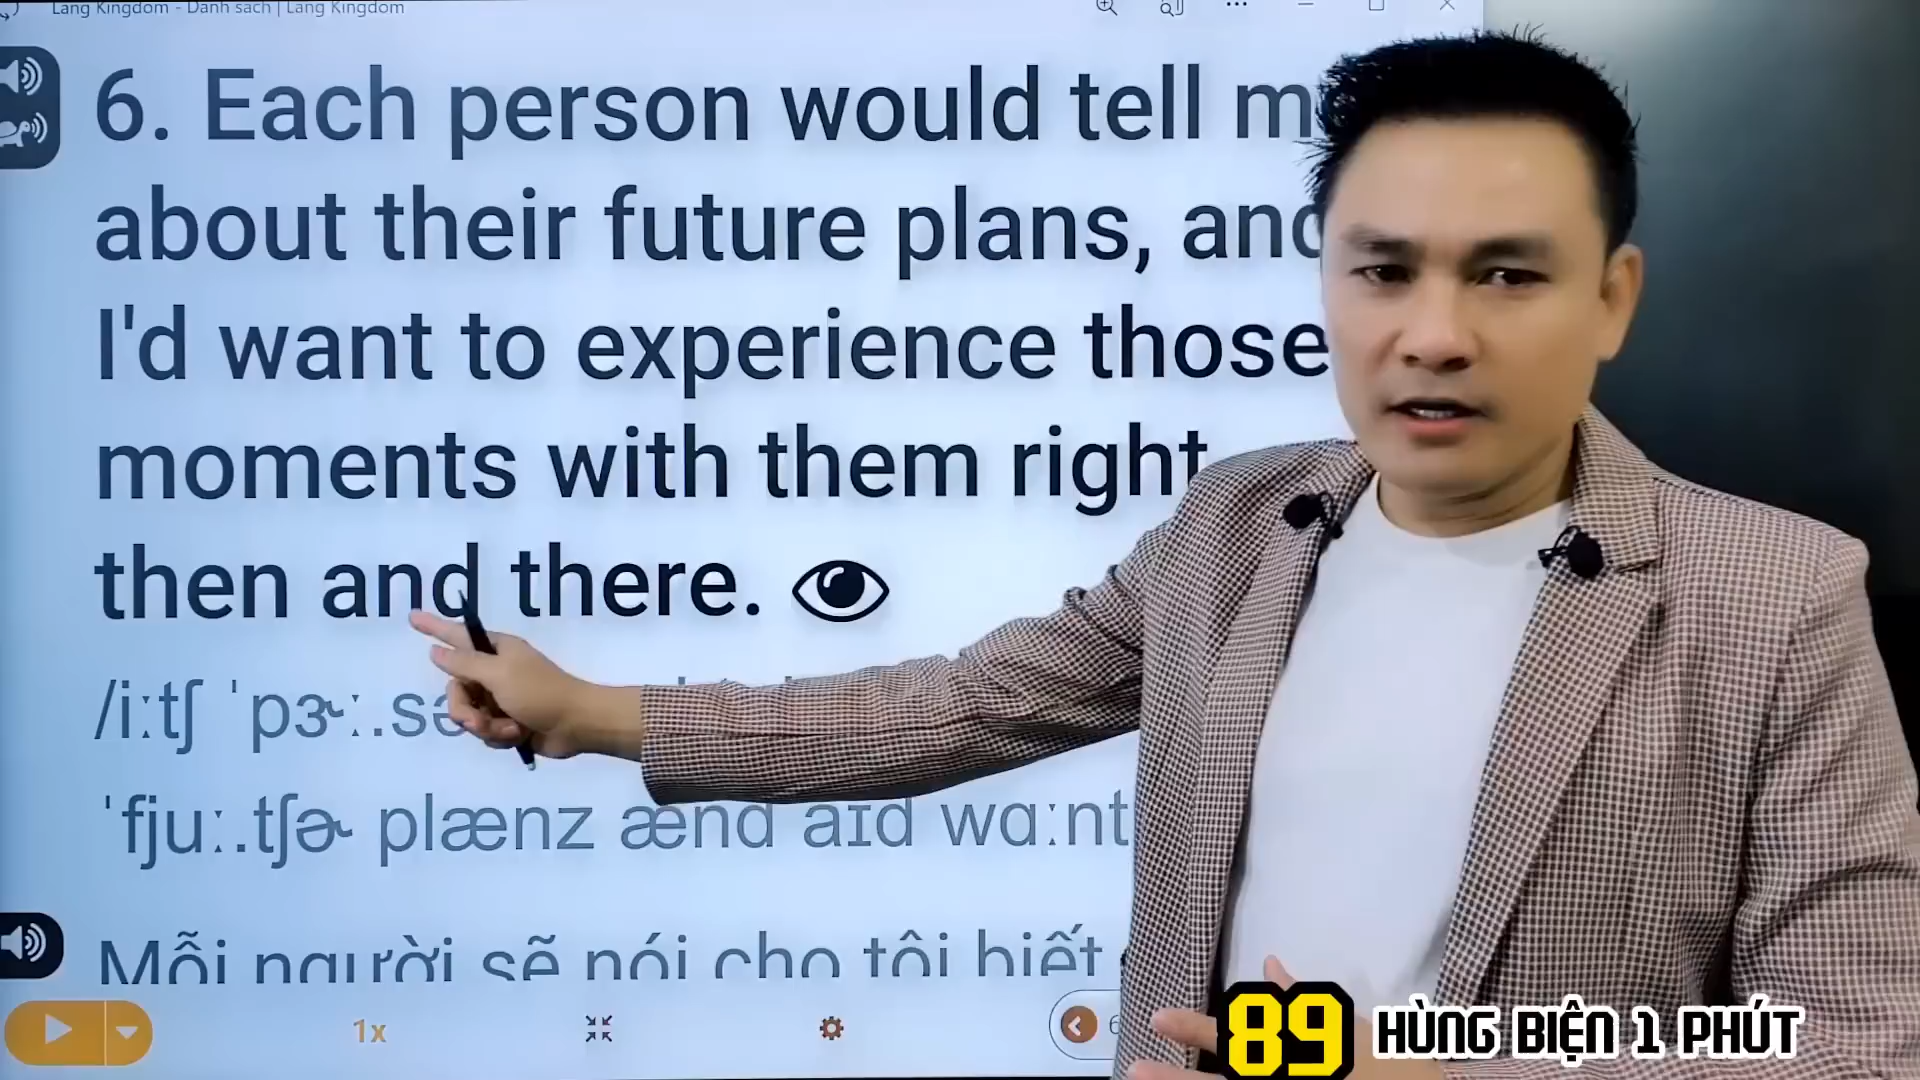 Lang Kingdom - Danh sách | Lang Kingdom
6. Each person would tell
about their future plans, and
I'd want to experience those
moments with them right
then and there.
/iːtʃ ˈpɝː.sə
ˈfjuː.tʃɚ plænz ænd aɪd wɑːnt
Mỗi người sẽ nói cho tôi biết
1x
6
89 HÙNG BIỆN 1 PHÚT